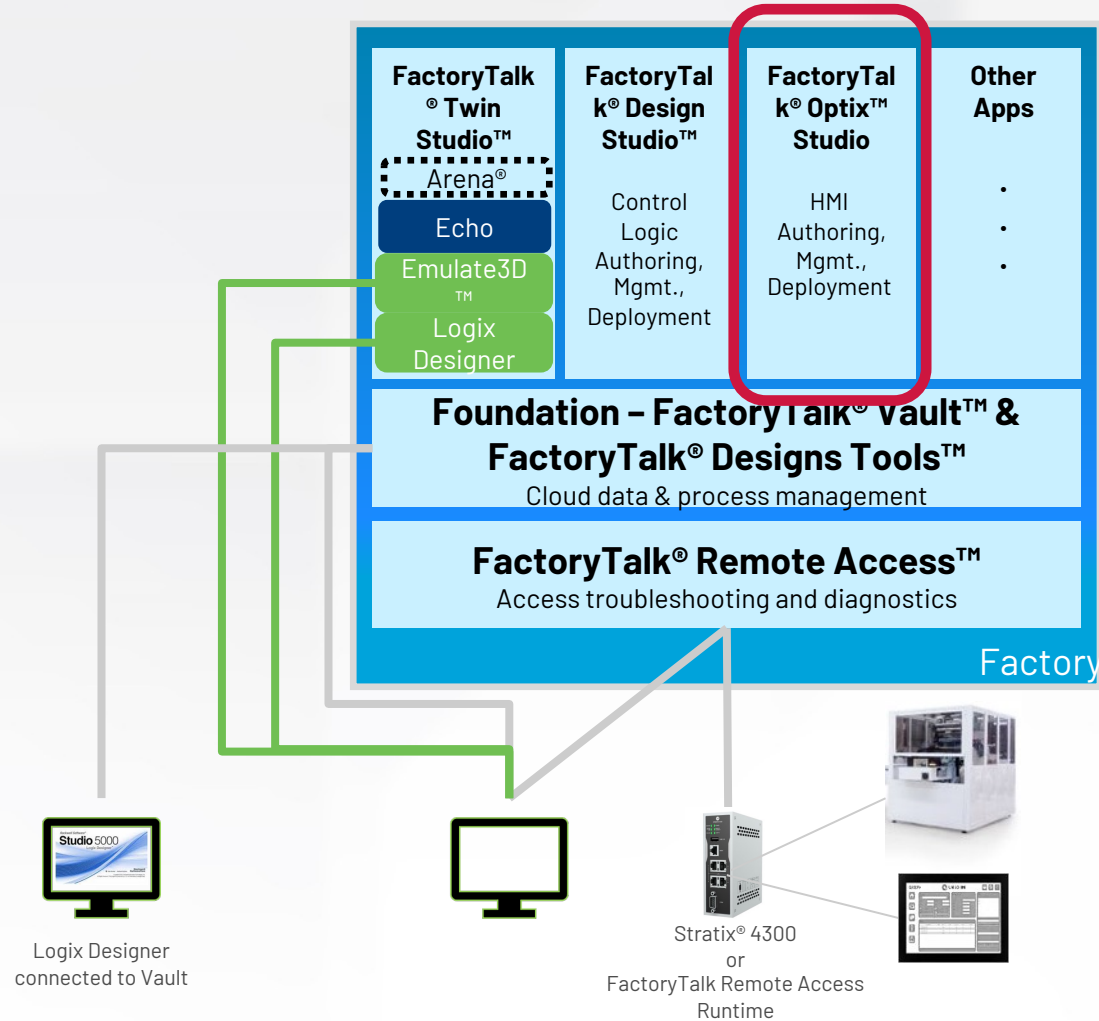 FactoryTalk
® Twin
Studio™
Arena®
Echo
Emulate3D
™
Logix
Designer
FactoryTal
k® Design
Studio™
Control
Logic
Authoring,
Mgmt.,
Deployment
FactoryTal
k® Optix™
Studio
HMI
Authoring,
Mgmt.,
Deployment
Other
Apps
.
.
.
Foundation – FactoryTalk® Vault™ &
FactoryTalk® Designs Tools™
Cloud data & process management
FactoryTalk® Remote Access™
Access troubleshooting and diagnostics
Factory
Studio 5000
Logix Designer
Logix Designer
connected to Vault
Stratix® 4300
or
FactoryTalk Remote Access
Runtime